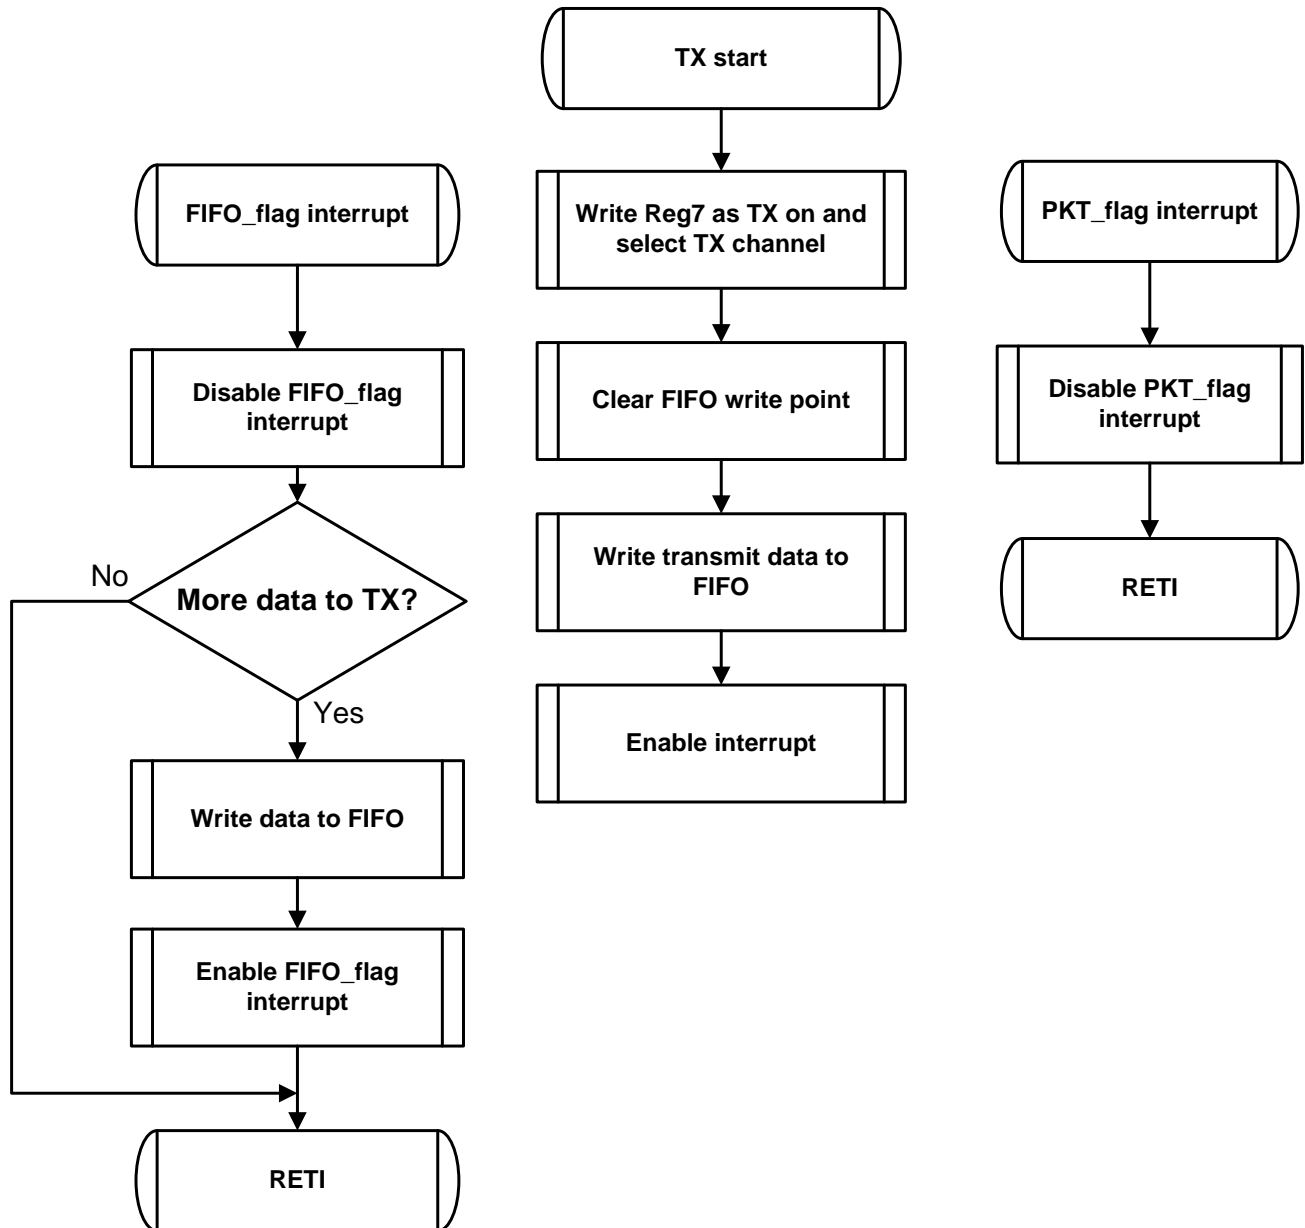 TX start
Write Reg7 as TX on and
select TX channel
Clear FIFO write point
Write transmit data to
FIFO
Enable interrupt
FIFO_flag interrupt
Disable FIFO_flag
interrupt
More data to TX?
No
Yes
Write data to FIFO
Enable FIFO_flag
interrupt
RETI
PKT_flag interrupt
Disable PKT_flag
interrupt
RETI